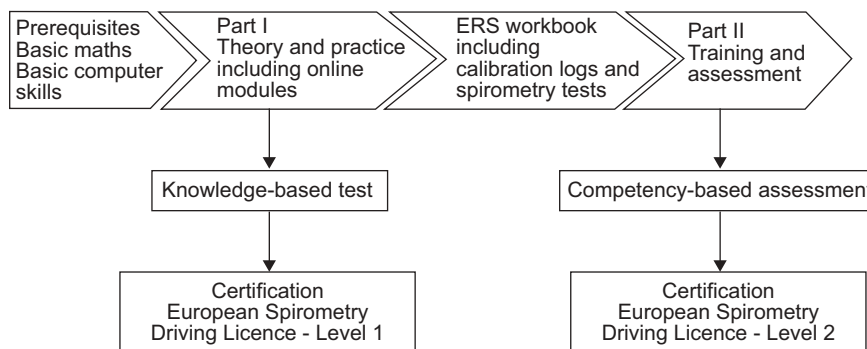 Prerequisites
Basic maths
Basic computer
skills
Part I
Theory and practice
including online
modules
ERS workbook
including
calibration logs and
spirometry tests
Part II
Training and
assessment
Knowledge-based test
Competency-based assessment
Certification
European Spirometry
Driving Licence - Level 1
Certification
European Spirometry
Driving Licence - Level 2